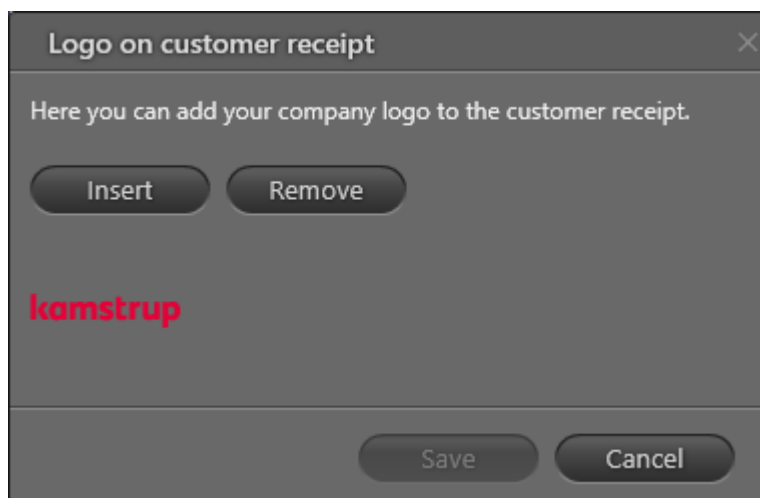 Logo on customer receipt
Here you can add your company logo to the customer receipt.
Insert Remove
kamstrup
Save Cancel